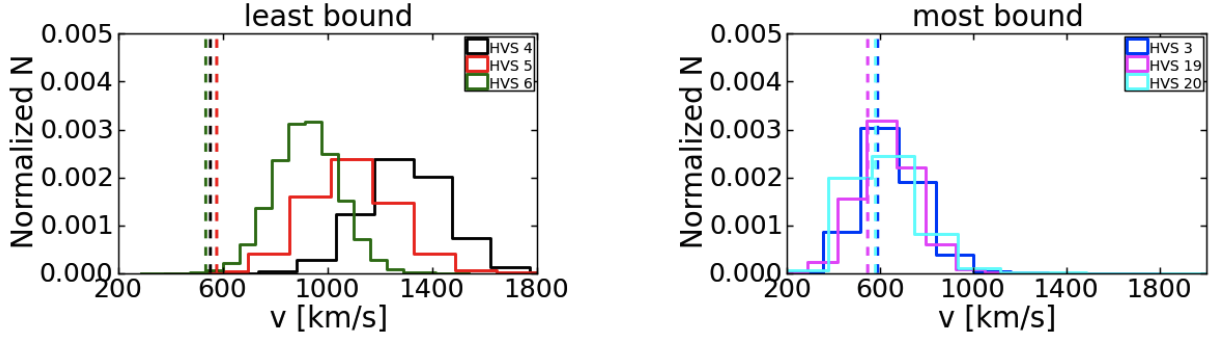 least bound
Normalized N
0.005
0.004
0.003
0.002
0.001
0.000
HVS 4
HVS 5
HVS 6
200 600 1000 1400 1800
v [km/s]
most bound
Normalized N
0.005
0.004
0.003
0.002
0.001
0.000
HVS 3
HVS 19
HVS 20
200 600 1000 1400 1800
v [km/s]